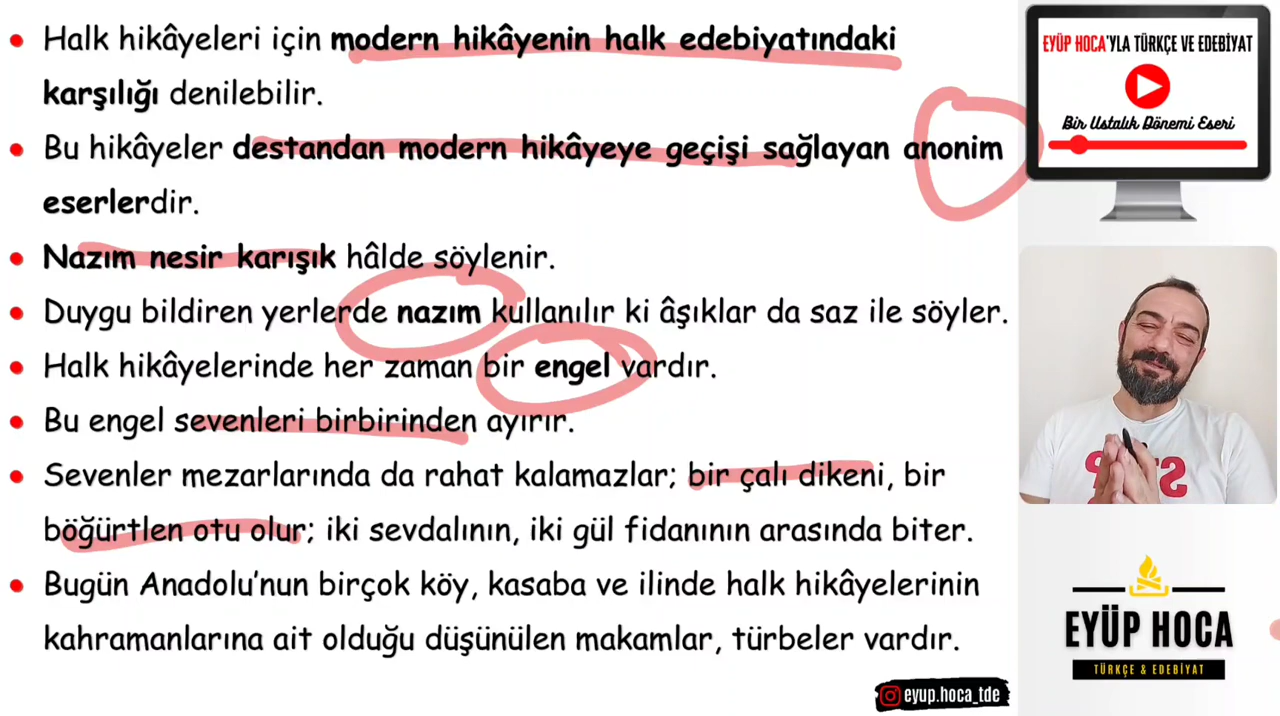 Halk hikâyeleri için modern hikâyenin halk edebiyatındaki
karşılığı denilebilir.
Bu hikâyeler destandan modern hikâyeye geçişi sağlayan anonim
eserlerdir.
Nazım nesir karışık hâlde söylenir.
Duygu bildiren yerlerde nazım kullanılır ki âşıklar da saz ile söyler.
Halk hikâyelerinde her zaman bir engel vardır.
Bu engel sevenleri birbirinden ayırır.
Sevenler mezarlarında da rahat kalamazlar; bir çalı dikeni, bir
böğürtlen otu olur; iki sevdalının, iki gül fidanının arasında biter.
Bugün Anadolu'nun birçok köy, kasaba ve ilinde halk hikâyelerinin
kahramanlarına ait olduğu düşünülen makamlar, türbeler vardır.
eyup.hoca_tde
EYÜP HOCA'YLA TÜRKÇE VE EDEBİYAT
Bir Ustalık Dönemi Eseri
EYÜP HOCA
TÜRKÇE & EDEBİYAT